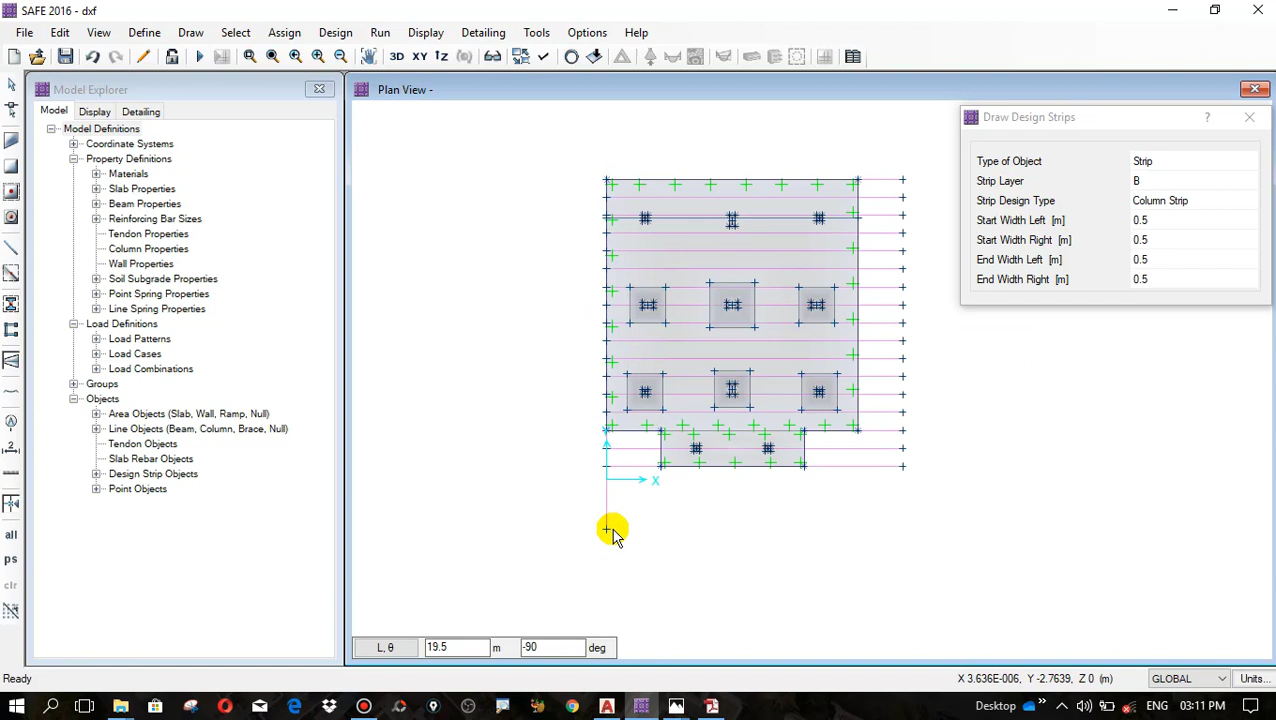 SAFE 2016 - dxf
File Edit View Define Draw Select Assign Design Run Display Detailing Tools Options Help
3D XY
Model Explorer
Model Display Detailing
Model Definitions
Coordinate Systems
Property Definitions
Materials
Slab Properties
Beam Properties
Reinforcing Bar Sizes
Tendon Properties
Column Properties
Wall Properties
Soil Subgrade Properties
Point Spring Properties
Line Spring Properties
Load Definitions
Load Patterns
Load Cases
Load Combinations
Groups
Objects
Area Objects (Slab, Wall, Ramp, Null)
Line Objects (Beam, Column, Brace, Null)
Tendon Objects
Slab Rebar Objects
Design Strip Objects
Point Objects
all
ps
clr
Plan View -
X
Draw Design Strips
?
Type of Object Strip
Strip Layer B
Strip Design Type Column Strip
Start Width Left [m] 0.5
Start Width Right [m] 0.5
End Width Left [m] 0.5
End Width Right [m] 0.5
L, θ 19.5 m -90 deg
Ready X 3.636E-006, Y -2.7639, Z 0 (m) GLOBAL Units...
Desktop ENG 03:11 PM